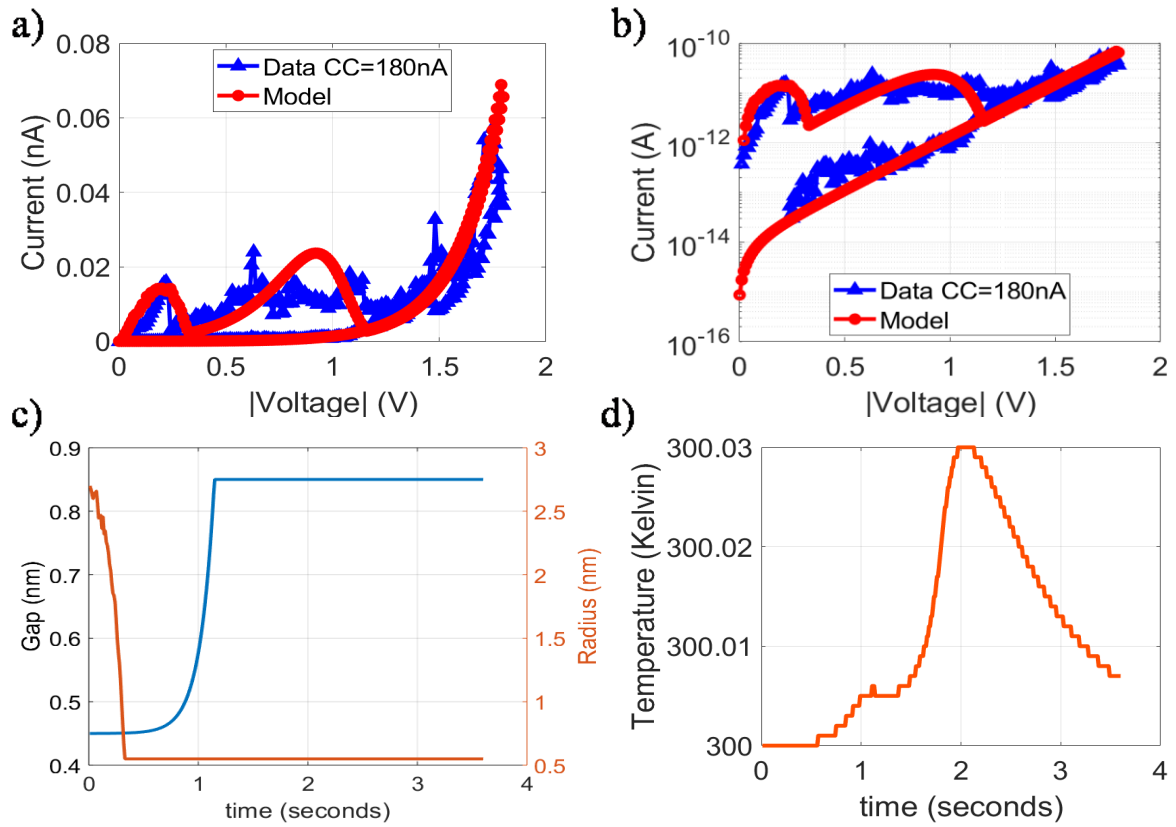 a)
0.08
0.06
0.04
0.02
0
Current (nA)
Data CC=180nA
Model
0 0.5 1 1.5 2
|Voltage| (V)
b)
10^-10
10^-12
10^-14
10^-16
Current (A)
Data CC=180nA
Model
0 0.5 1 1.5 2
|Voltage| (V)
c)
0.9
0.8
0.7
0.6
0.5
0.4
Gap (nm)
3
2.5
2
1.5
1
0.5
Radius (nm)
0 1 2 3 4
time (seconds)
d)
300.03
300.02
300.01
300
Temperature (Kelvin)
0 1 2 3 4
time (seconds)